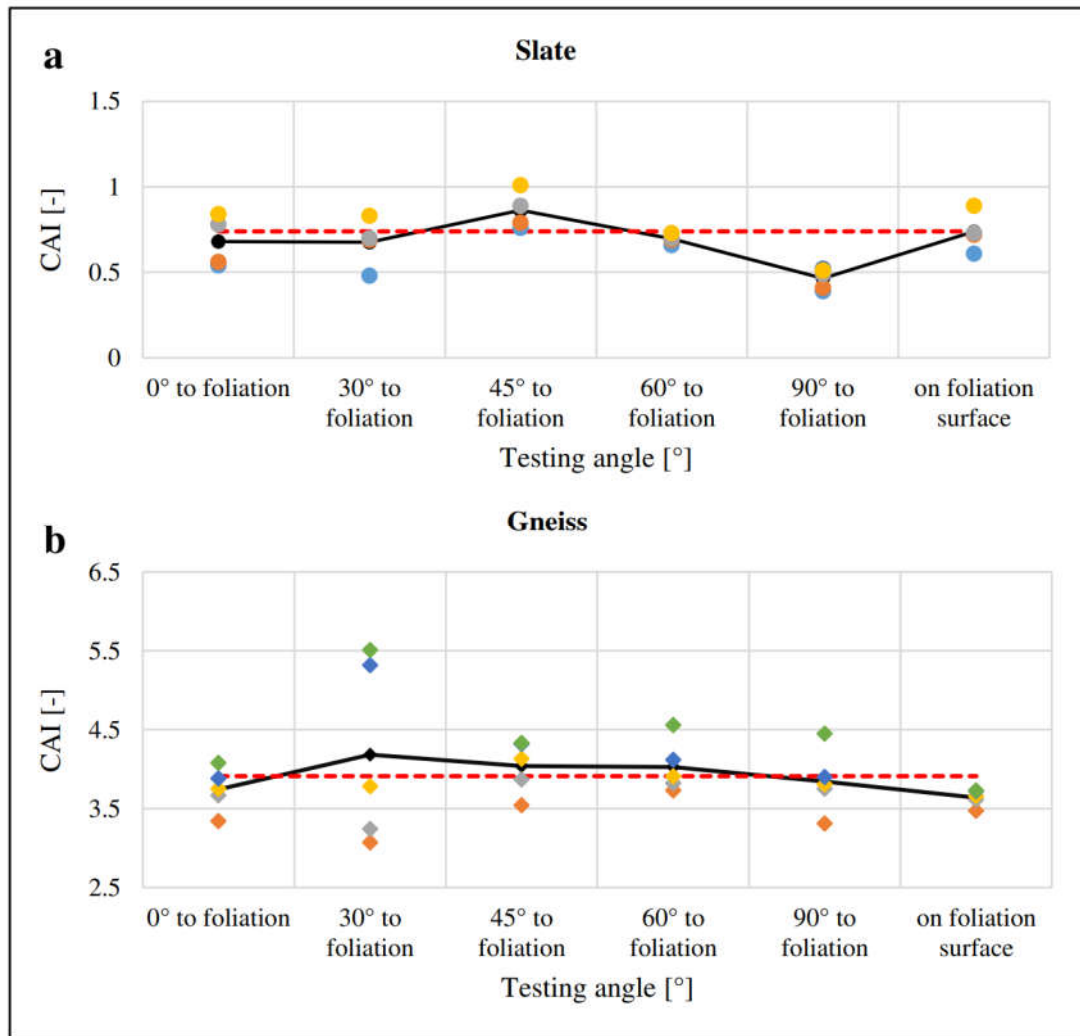 a
Slate
1.5
1
0.5
0
CAI [-]
0° to foliation 30° to foliation 45° to foliation 60° to foliation 90° to foliation on foliation surface
Testing angle [°]
b
Gneiss
6.5
5.5
4.5
3.5
2.5
CAI [-]
0° to foliation 30° to foliation 45° to foliation 60° to foliation 90° to foliation on foliation surface
Testing angle [°]